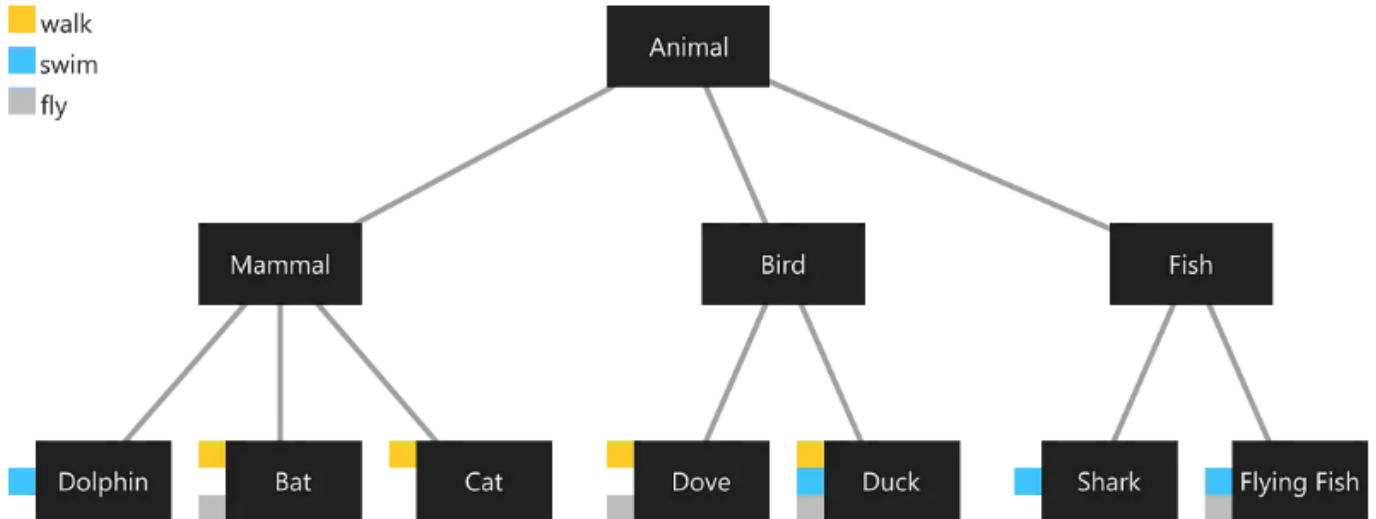 walk
swim
fly
Animal
Mammal
Bird
Fish
Dolphin
Bat
Cat
Dove
Duck
Shark
Flying Fish